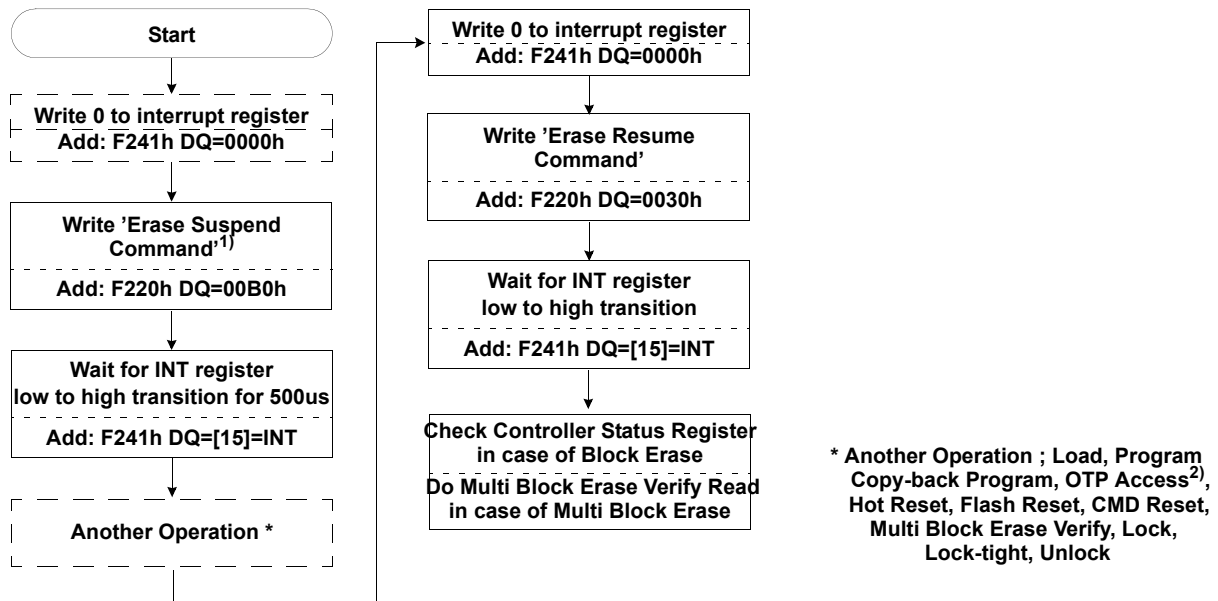 Start
Write 0 to interrupt register
Add: F241h DQ=0000h
Write ’Erase Suspend
Command’1)
Add: F220h DQ=00B0h
Wait for INT register
low to high transition for 500us
Add: F241h DQ=[15]=INT
Another Operation *
Write 0 to interrupt register
Add: F241h DQ=0000h
Write ’Erase Resume
Command’
Add: F220h DQ=0030h
Wait for INT register
low to high transition
Add: F241h DQ=[15]=INT
Check Controller Status Register
in case of Block Erase
Do Multi Block Erase Verify Read
in case of Multi Block Erase
* Another Operation ; Load, Program
Copy-back Program, OTP Access2),
Hot Reset, Flash Reset, CMD Reset,
Multi Block Erase Verify, Lock,
Lock-tight, Unlock